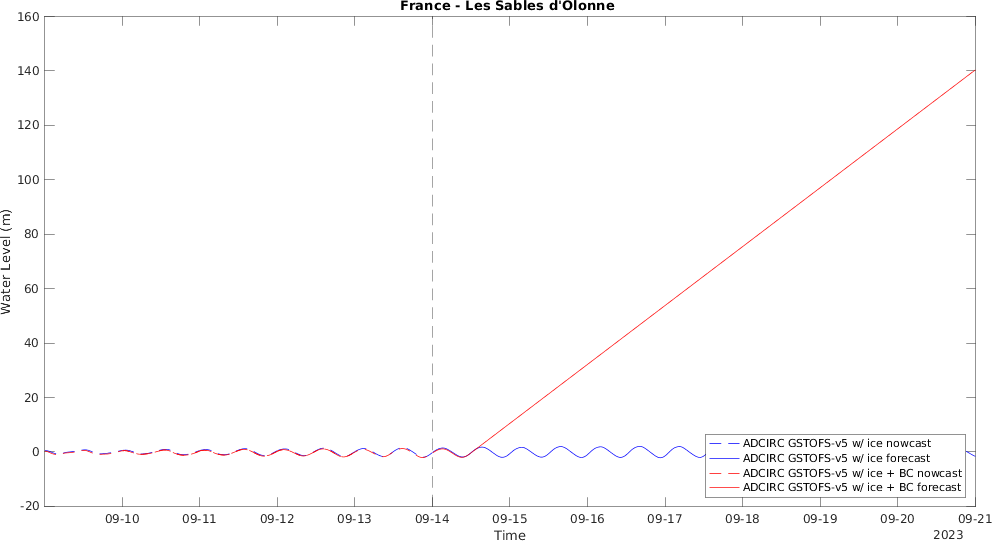 France - Les Sables d'Olonne
160
140
120
100
80
60
40
20
0
-20
Water Level (m)
ADCIRC GSTOFS-v5 w/ ice nowcast
ADCIRC GSTOFS-v5 w/ ice forecast
ADCIRC GSTOFS-v5 w/ ice + BC nowcast
ADCIRC GSTOFS-v5 w/ ice + BC forecast
09-10 09-11 09-12 09-13 09-14 09-15 09-16 09-17 09-18 09-19 09-20 09-21
Time
2023